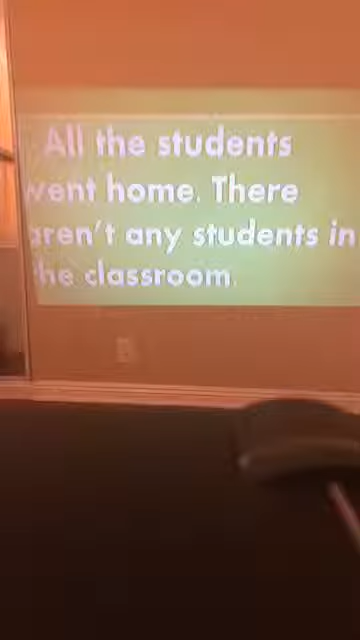 All the students
went home. There
aren't any students in
the classroom.